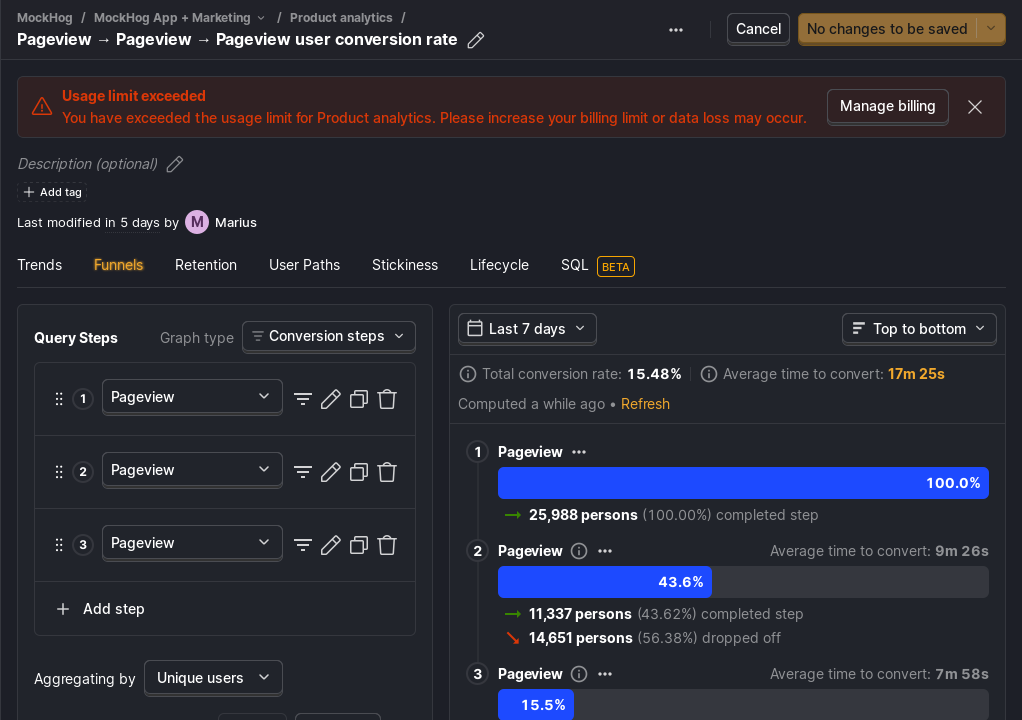 MockHog / MockHog App + Marketing / Product analytics /
Pageview → Pageview → Pageview user conversion rate
Cancel
No changes to be saved
Usage limit exceeded
You have exceeded the usage limit for Product analytics. Please increase your billing limit or data loss may occur.
Manage billing
Description (optional)
Add tag
Last modified in 5 days by M Marius
Trends Funnels Retention User Paths Stickiness Lifecycle SQL BETA
Query Steps Graph type Conversion steps
1 Pageview
2 Pageview
3 Pageview
Add step
Aggregating by Unique users
Last 7 days Top to bottom
Total conversion rate: 15.48% Average time to convert: 17m 25s
Computed a while ago • Refresh
1 Pageview
100.0%
25,988 persons (100.00%) completed step
2 Pageview Average time to convert: 9m 26s
43.6%
11,337 persons (43.62%) completed step
14,651 persons (56.38%) dropped off
3 Pageview Average time to convert: 7m 58s
15.5%